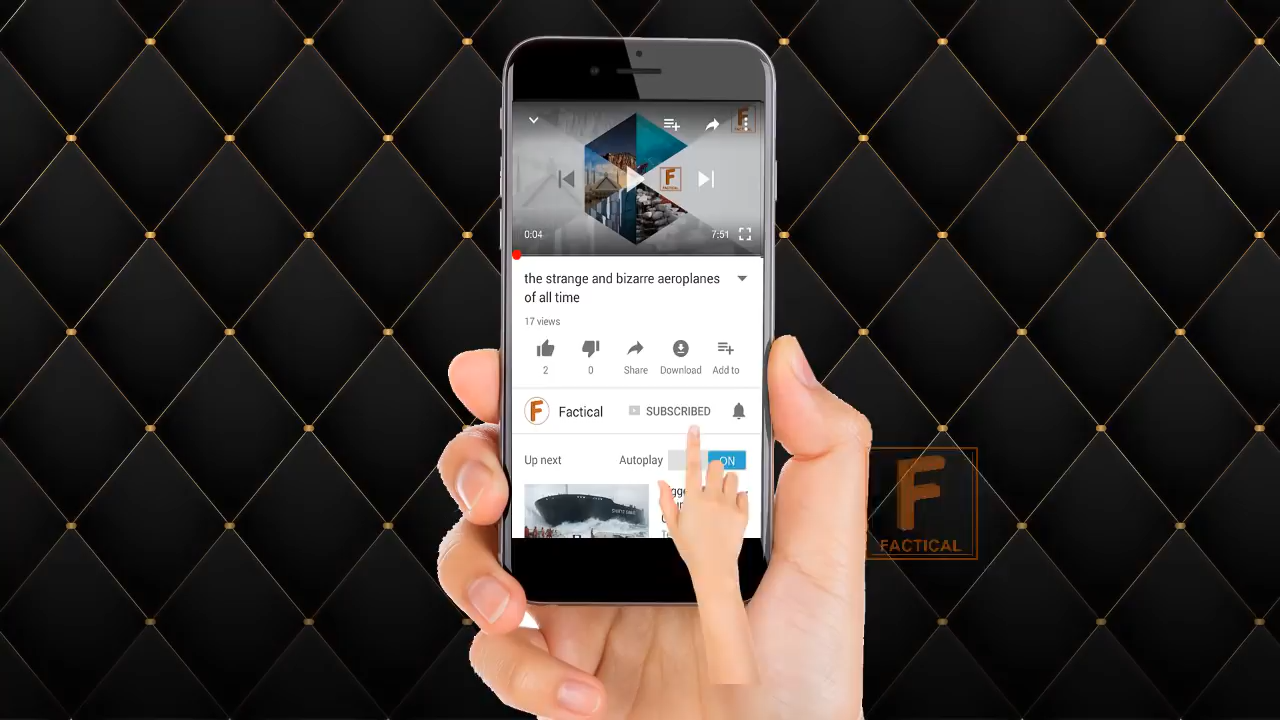 F
FACTICAL
0:04
7:51
the strange and bizarre aeroplanes
of all time
17 views
2
0
Share
Download
Add to
F
Factical
SUBSCRIBED
Up next
Autoplay
ON
F
FACTICAL